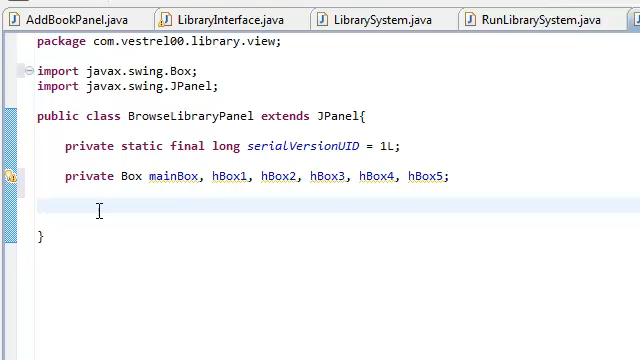 AddBookPanel.java LibraryInterface.java LibrarySystem.java RunLibrarySystem.java
package com.vestrel00.library.view;
import javax.swing.Box;
import javax.swing.JPanel;
public class BrowseLibraryPanel extends JPanel{
private static final long serialVersionUID = 1L;
private Box mainBox, hBox1, hBox2, hBox3, hBox4, hBox5;
}